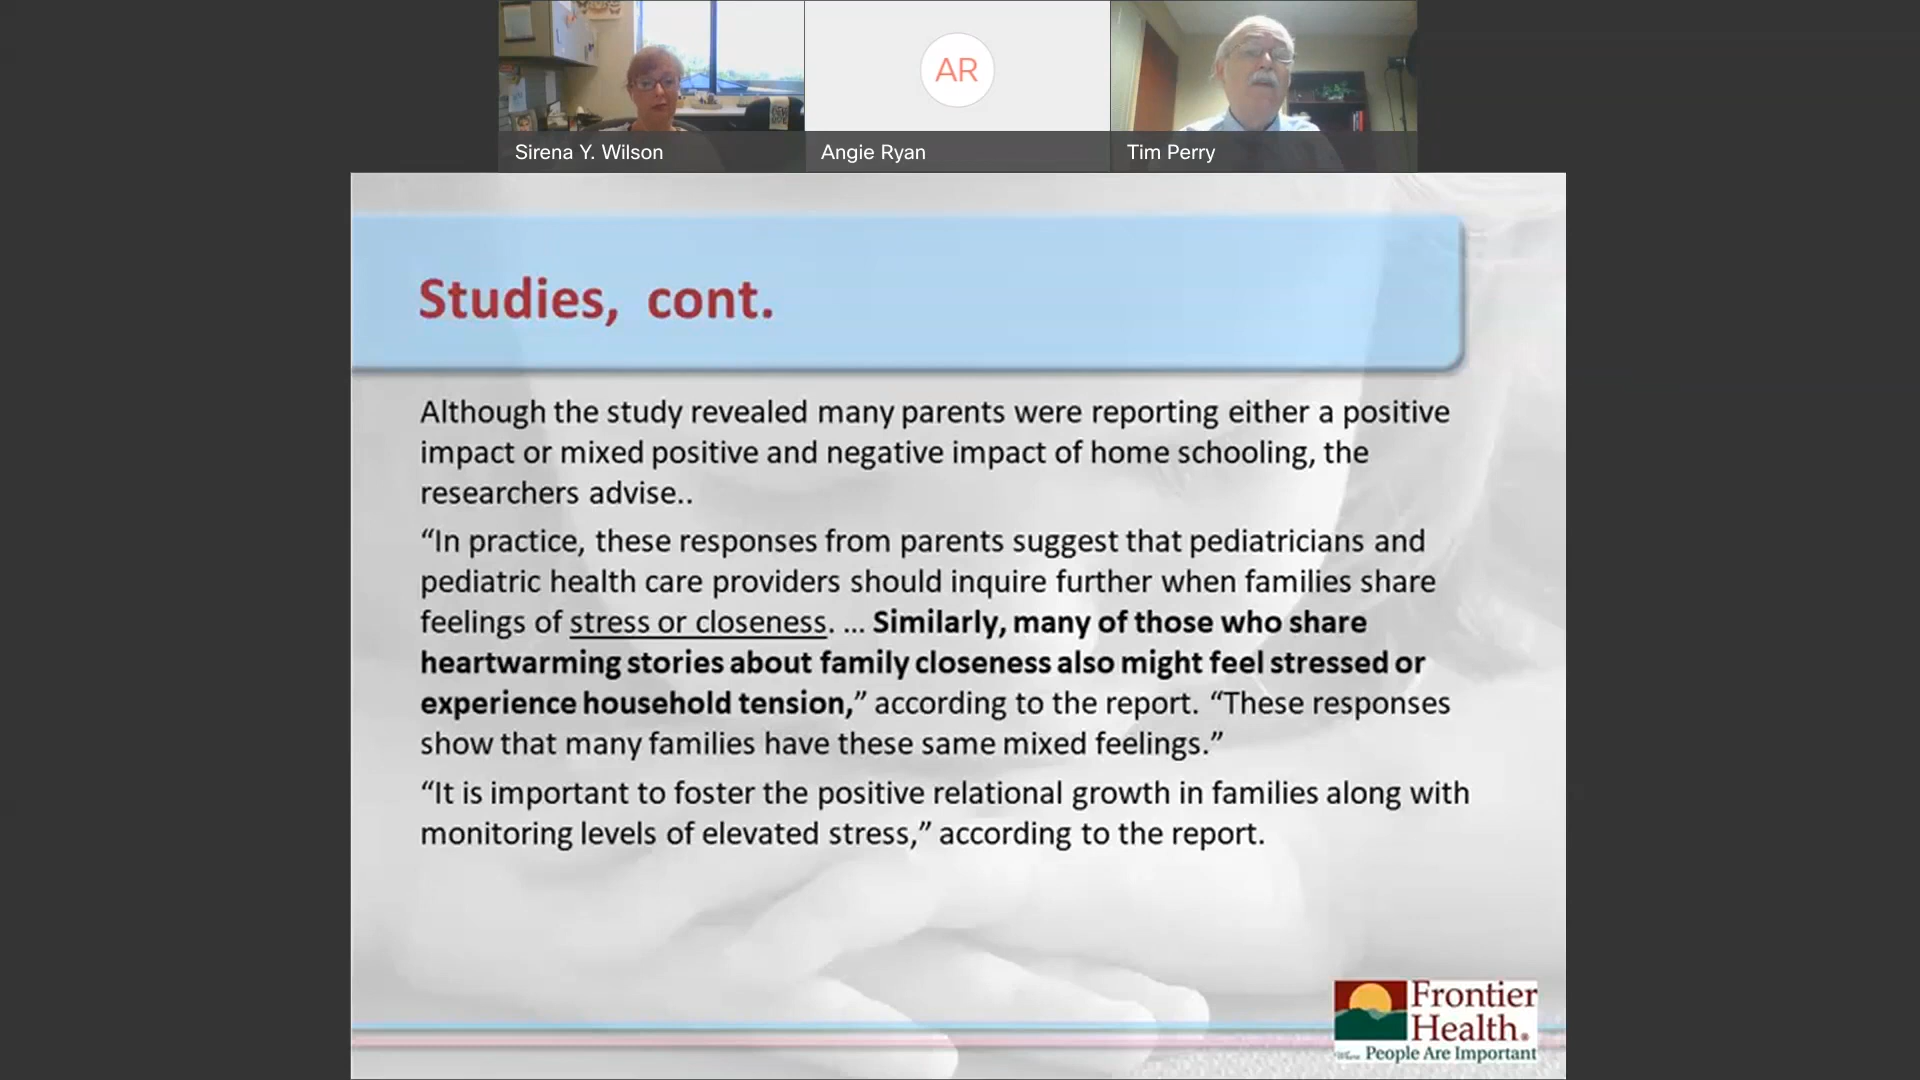 Sirena Y. Wilson
AR
Angie Ryan
Tim Perry
Studies, cont.
Although the study revealed many parents were reporting either a positive
impact or mixed positive and negative impact of home schooling, the
researchers advise..
“In practice, these responses from parents suggest that pediatricians and
pediatric health care providers should inquire further when families share
feelings of stress or closeness. ... Similarly, many of those who share
heartwarming stories about family closeness also might feel stressed or
experience household tension,” according to the report. “These responses
show that many families have these same mixed feelings.”
“It is important to foster the positive relational growth in families along with
monitoring levels of elevated stress,” according to the report.
Frontier
Health®
Where People Are Important